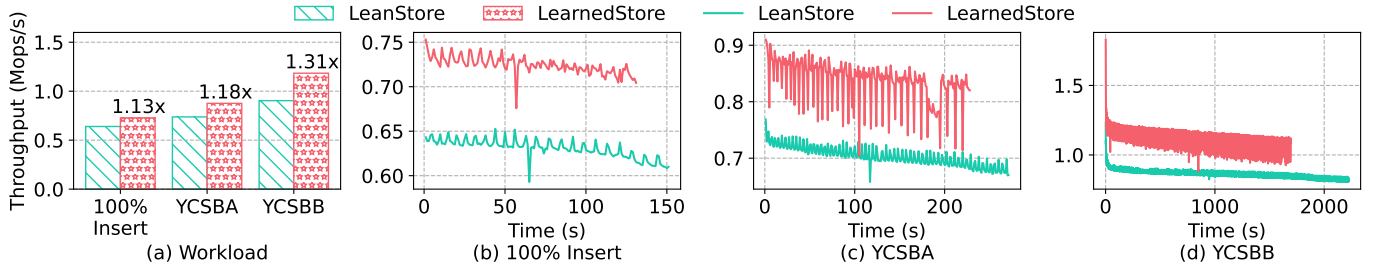 LeanStore LearnedStore LeanStore LearnedStore
Throughput (Mops/s)
1.5
1.0
0.5
0.0
1.13x
1.18x
1.31x
100% Insert
YCSBA
YCSBB
(a) Workload
0.75
0.70
0.65
0.60
0 50 100 150
Time (s)
(b) 100% Insert
0.9
0.8
0.7
0 100 200
Time (s)
(c) YCSBA
1.5
1.0
0 1000 2000
Time (s)
(d) YCSBB